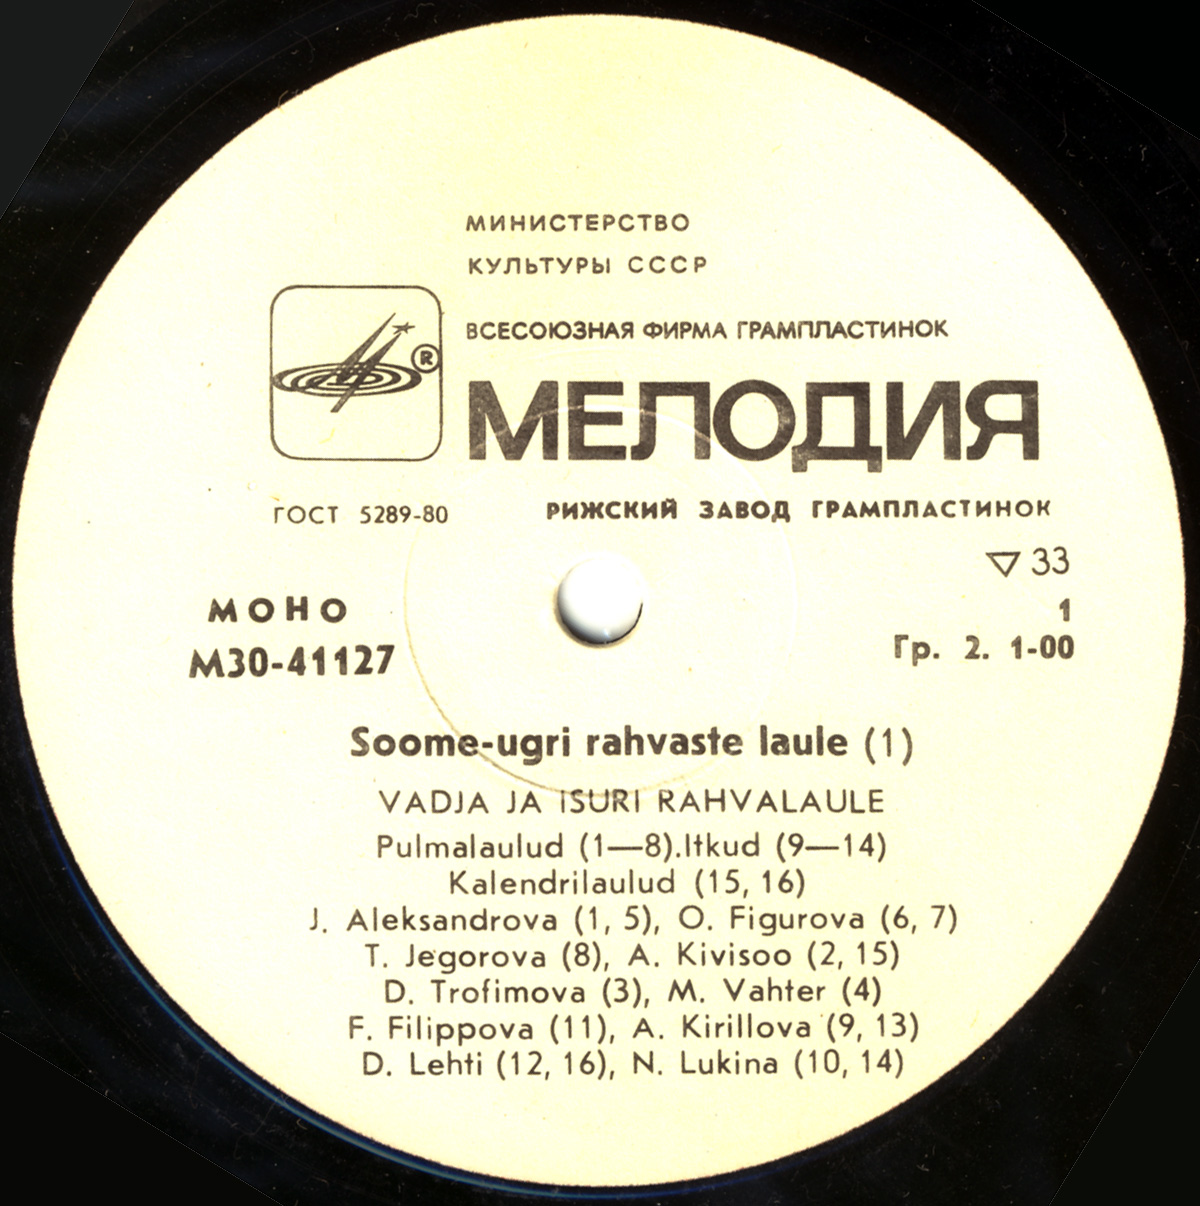 МИНИСТЕРСТВО
КУЛЬТУРЫ СССР
ВСЕСОЮЗНАЯ ФИРМА ГРАМПЛАСТИНОК
®
МЕЛОДИЯ
ГОСТ 5289-80
РИЖСКИЙ ЗАВОД ГРАМПЛАСТИНОК
▽ 33
МОНО
1
М30-41127
Гр. 2. 1-00
Soome-ugri rahvaste laule (1)
VADJA JA ISURI RAHVALAULE
Pulmalaulud (1—8).Itkud (9—14)
Kalendrilaulud (15, 16)
J. Aleksandrova (1, 5), O. Figurova (6, 7)
T. Jegorova (8), A. Kivisoo (2, 15)
D. Trofimova (3), M. Vahter (4)
F. Filippova (11), A. Kirillova (9, 13)
D. Lehti (12, 16), N. Lukina (10, 14)